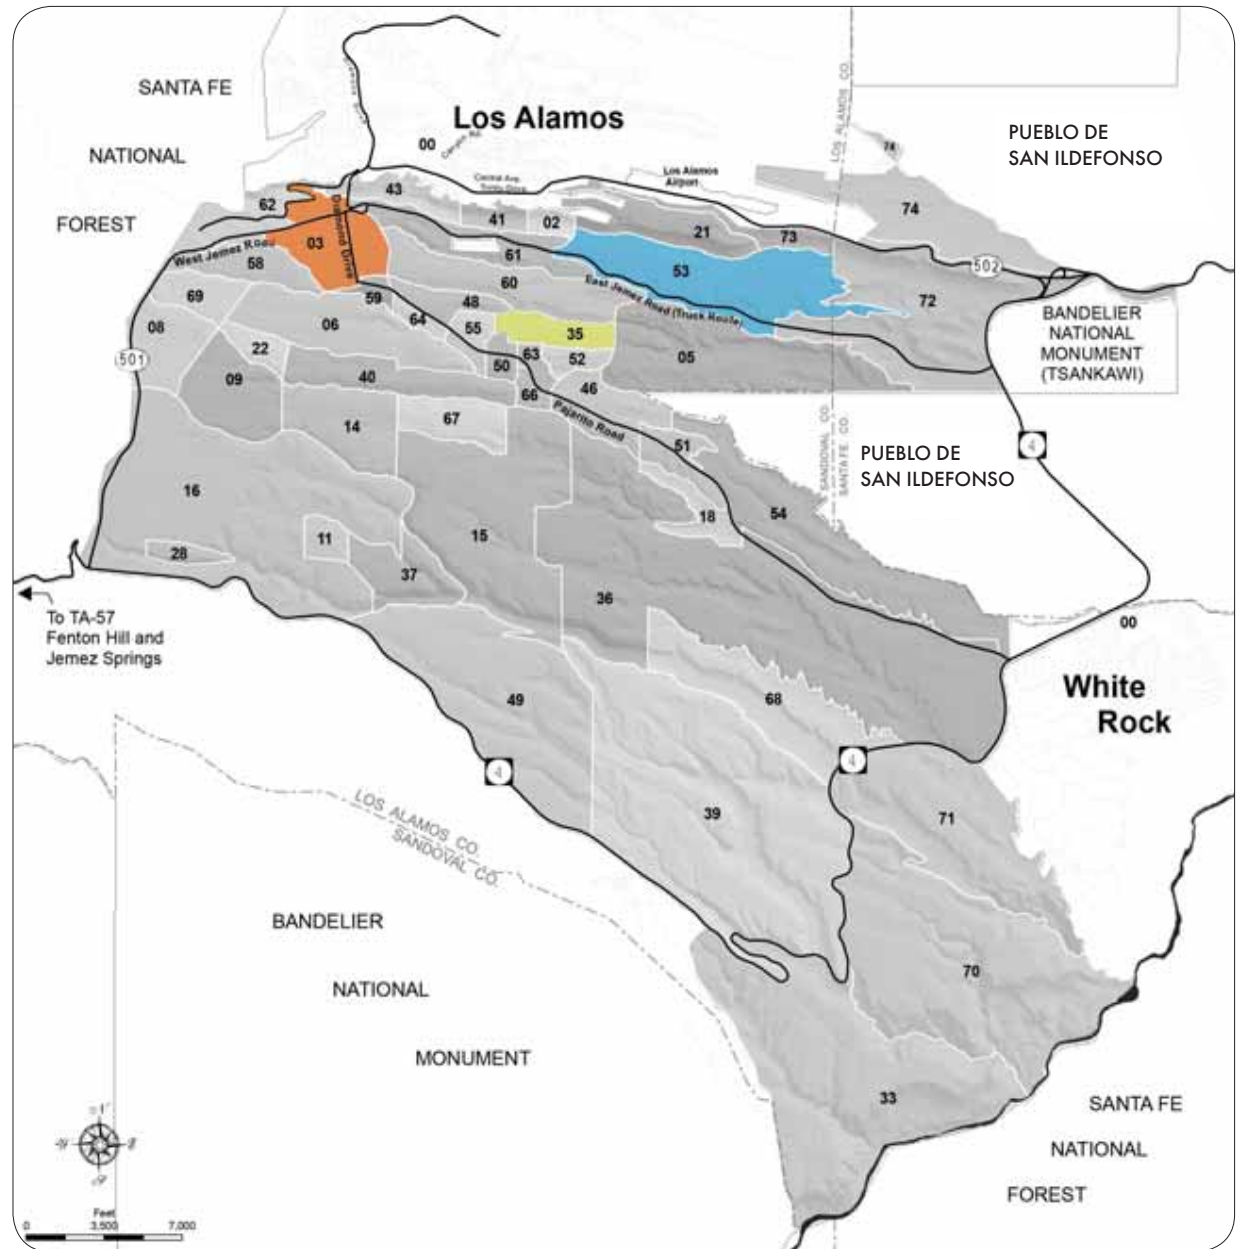 SANTA FE
NATIONAL
FOREST
Los Alamos
00
Canyon Rd.
Central Ave.
Los Alamos
Airport
LOS ALAMOS CO.
PUEBLO DE
SAN ILDEFONSO
74
74
62
43
41
02
21
73
502
03
Diamond Drive
West Jemez Road
58
61
53
60
East Jemez Road (Truck Route)
72
BANDELIER
NATIONAL
MONUMENT
(TSANKAWI)
69
08
59
06
64
48
55
35
501
22
09
40
50
63
52
05
66
46
14
67
Pajarito Road
51
SANDOVAL CO.
SANTA FE CO.
PUEBLO DE
SAN ILDEFONSO
4
16
18
54
28
11
15
37
36
To TA-57
Fenton Hill and
Jemez Springs
00
White
Rock
49
68
4
4
39
71
LOS ALAMOS CO.
SANDOVAL CO.
BANDELIER
NATIONAL
MONUMENT
70
33
SANTA FE
NATIONAL
FOREST
Feet
0 3,500 7,000